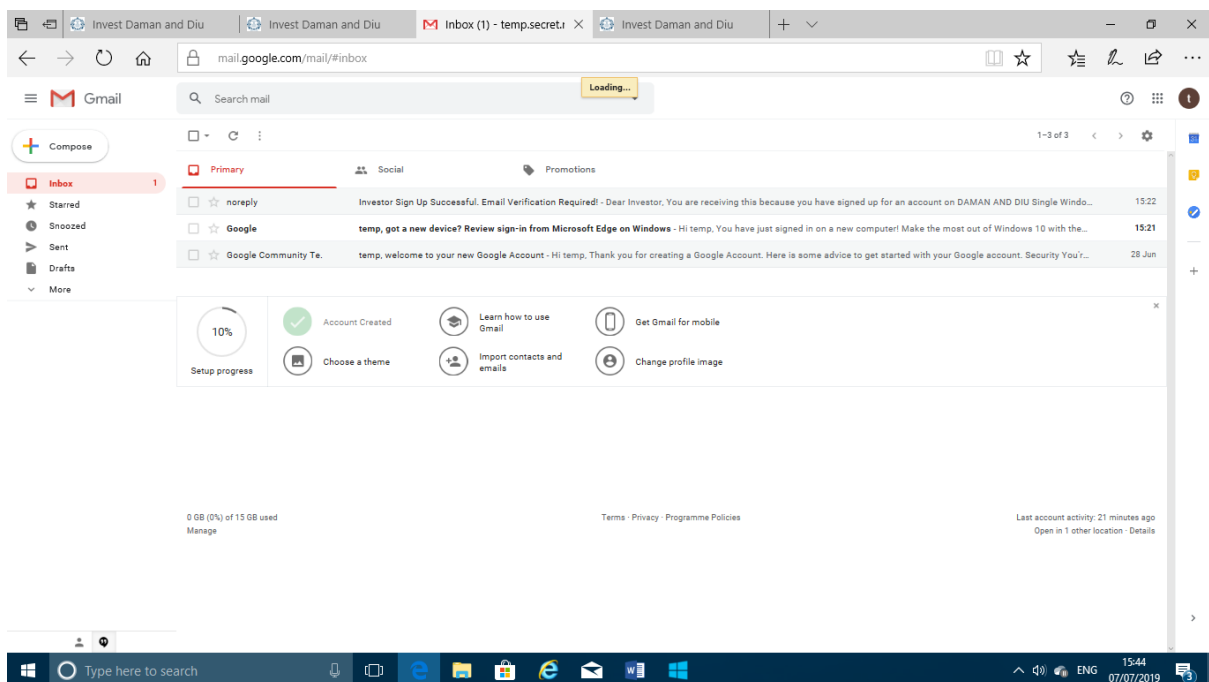 Invest Daman and Diu
Invest Daman and Diu
Inbox (1) - temp.secret.r
Invest Daman and Diu
mail.google.com/mail/#inbox
Loading...
Gmail
Search mail
t
Compose
1-3 of 3
31
Primary
Social
Promotions
Inbox 1
Starred
Snoozed
Sent
Drafts
More
noreply Investor Sign Up Successful. Email Verification Required! - Dear Investor, You are receiving this because you have signed up for an account on DAMAN AND DIU Single Windo... 15:22
Google temp, got a new device? Review sign-in from Microsoft Edge on Windows - Hi temp, You have just signed in on a new computer! Make the most out of Windows 10 with the... 15:21
Google Community Te. temp, welcome to your new Google Account - Hi temp, Thank you for creating a Google Account. Here is some advice to get started with your Google account. Security You'r... 28 Jun
10%
Setup progress
Account Created
Learn how to use
Gmail
Get Gmail for mobile
Choose a theme
Import contacts and
emails
Change profile image
0 GB (0%) of 15 GB used
Manage
Terms · Privacy · Programme Policies
Last account activity: 21 minutes ago
Open in 1 other location · Details
Type here to search
ENG
15:44
07/07/2019
3